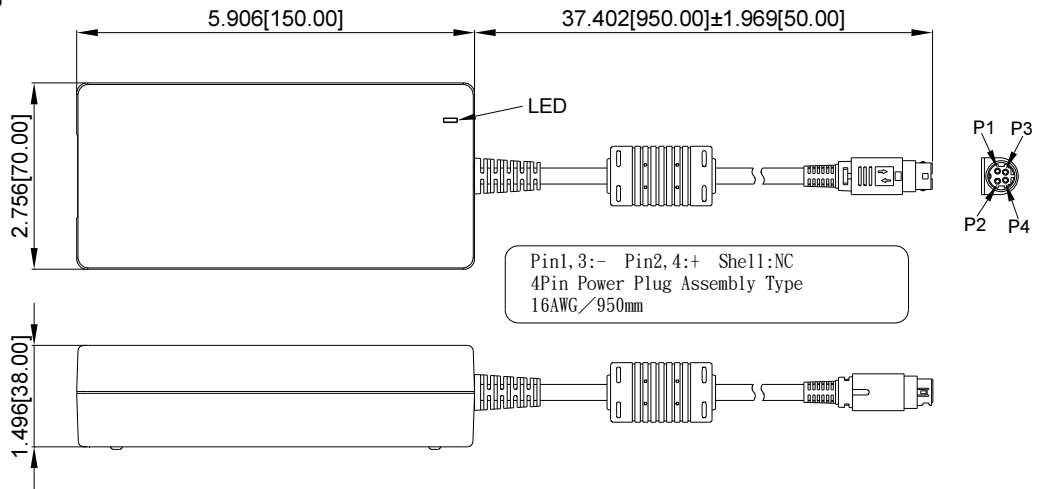 5.906[150.00]
37.402[950.00]±1.969[50.00]
2.756[70.00]
LED
P1 P3
P2 P4
Pin1,3:- Pin2,4:+ Shell:NC
4Pin Power Plug Assembly Type
16AWG／950mm
1.496[38.00]